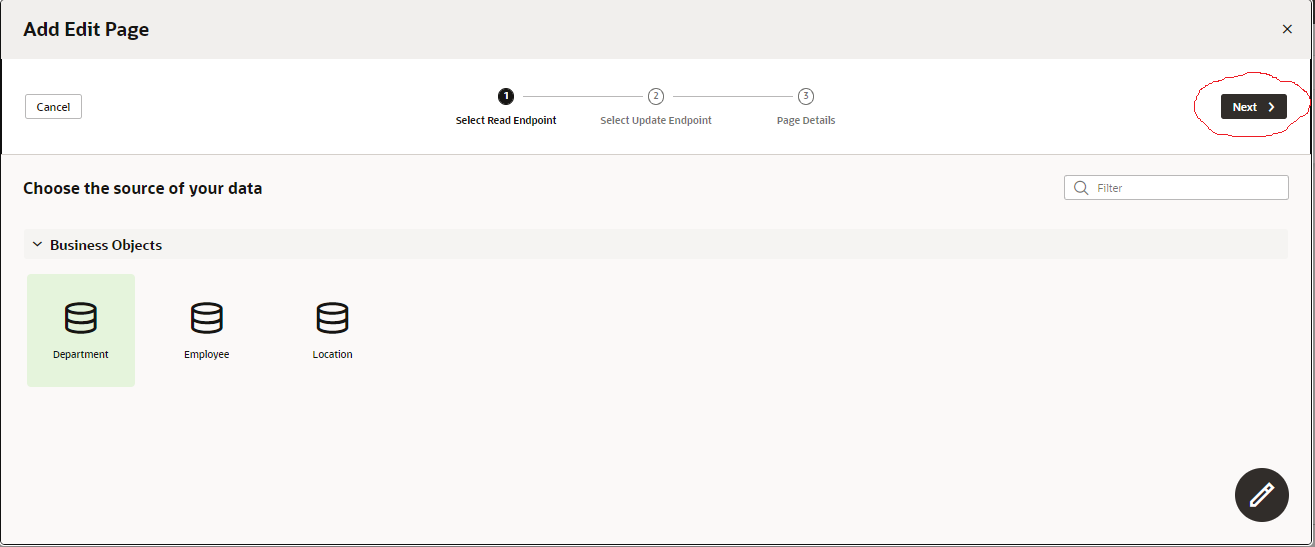 Add Edit Page
Cancel
1
2
3
Select Read Endpoint
Select Update Endpoint
Page Details
Next
Choose the source of your data
Filter
Business Objects
Department
Employee
Location